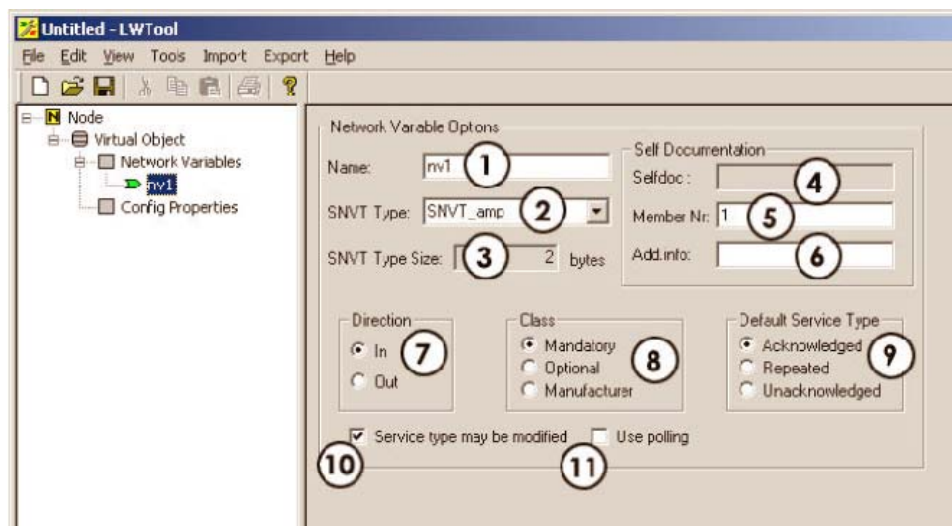 Untitled - LWTool
File Edit View Tools Import Export Help
Node
Virtual Object
Network Variables
nv1
Config Properties
Network Varable Optons
Name: nv1 1
SNVT Type: SNVT_amp 2
SNVT Type Size: 3 2 bytes
Self Documentation
Selfdoc : 4
Member Nr: 1 5
Add.info: 6
Direction
In 7
Out
Class
Mandatory
Optional 8
Manufacturer
Default Service Type
Acknowledged 9
Repeated
Unacknowledged
Service type may be modified Use polling
10 11